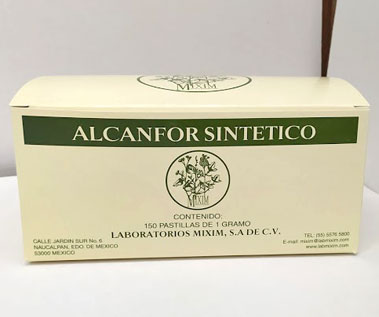 MIXIM
ALCANFOR SINTETICO
MIXIM
CONTENIDO:
150 PASTILLAS DE 1 GRAMO
LABORATORIOS MIXIM, S.A DE C.V.
CALLE JARDIN SUR No. 6
NAUCALPAN, EDO. DE MEXICO
53000 MEXICO
TEL: (55) 5576 5800
E-mail: mixim@labmixim.com
www.labmixim.com